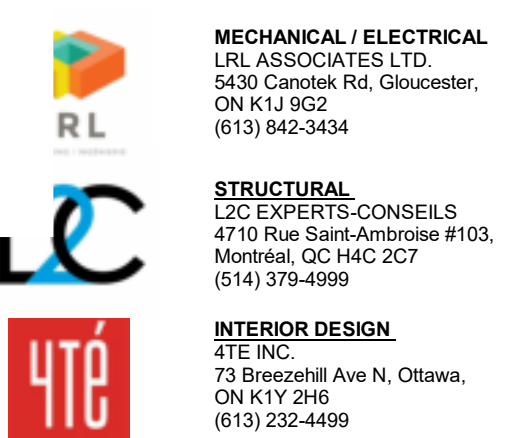 RL
MECHANICAL / ELECTRICAL
LRL ASSOCIATES LTD.
5430 Canotek Rd, Gloucester,
ON K1J 9G2
(613) 842-3434
L2C
STRUCTURAL
L2C EXPERTS-CONSEILS
4710 Rue Saint-Ambroise #103,
Montréal, QC H4C 2C7
(514) 379-4999
4Té
INTERIOR DESIGN
4TE INC.
73 Breezehill Ave N, Ottawa,
ON K1Y 2H6
(613) 232-4499